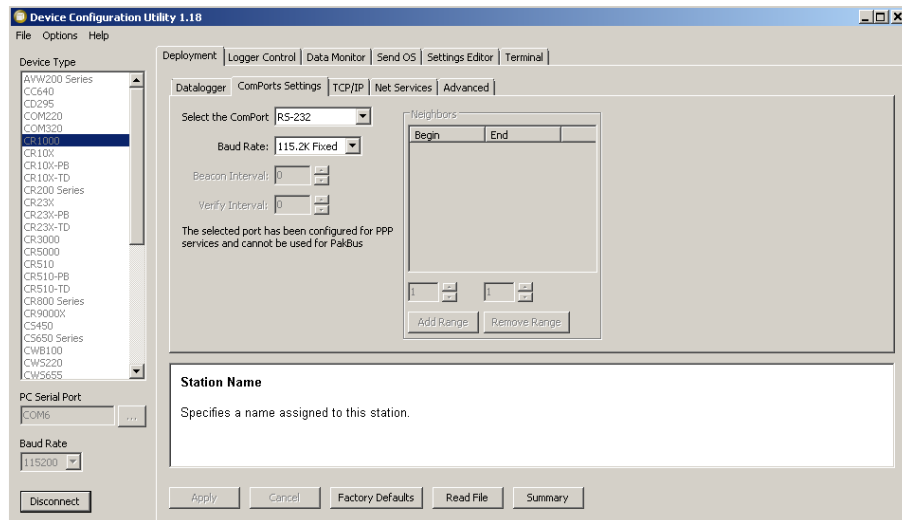 Device Configuration Utility 1.18
File Options Help
Device Type
AVW200 Series
CC640
CD295
COM220
COM320
CR1000
CR10X
CR10X-PB
CR10X-TD
CR200 Series
CR23X
CR23X-PB
CR23X-TD
CR3000
CR5000
CR510
CR510-PB
CR510-TD
CR800 Series
CR9000X
CS450
CS650 Series
CWB100
CWS220
CWS655
PC Serial Port
COM6
...
Baud Rate
115200
Disconnect
Deployment Logger Control Data Monitor Send OS Settings Editor Terminal
Datalogger ComPorts Settings TCP/IP Net Services Advanced
Select the ComPort RS-232
Baud Rate: 115.2K Fixed
Beacon Interval: 0
Verify Interval: 0
The selected port has been configured for PPP
services and cannot be used for PakBus
Neighbors
Begin End
1 1
Add Range Remove Range
Station Name
Specifies a name assigned to this station.
Apply Cancel Factory Defaults Read File Summary